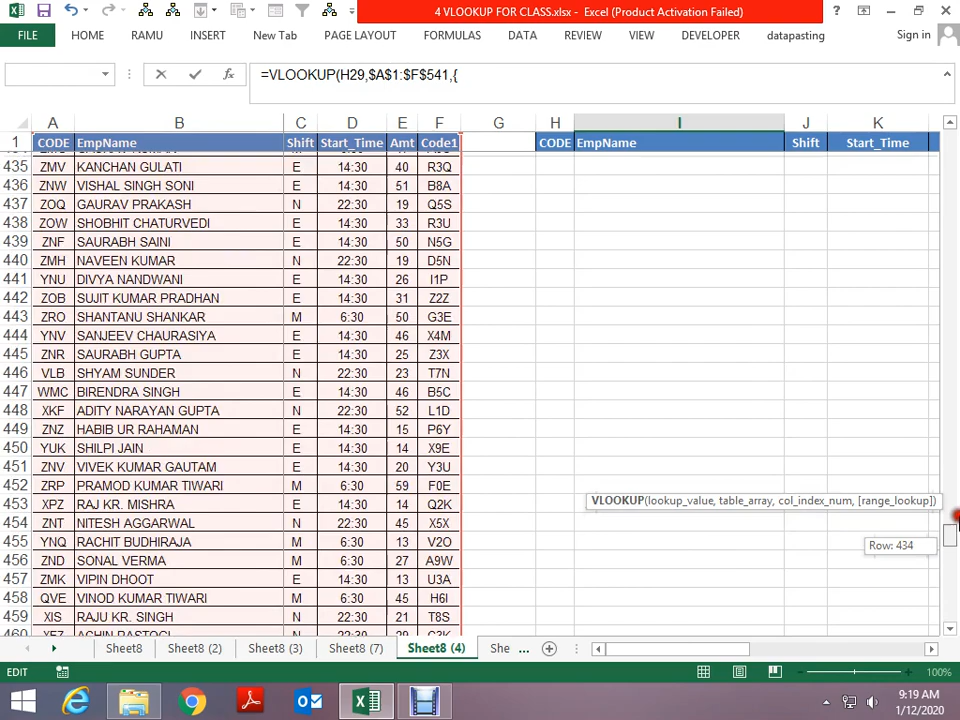 4 VLOOKUP FOR CLASS.xlsx - Excel (Product Activation Failed)
FILE HOME RAMU INSERT New Tab PAGE LAYOUT FORMULAS DATA REVIEW VIEW DEVELOPER datapasting Sign in
=VLOOKUP(H29,$A$1:$F$541,{
A B C D E F G H I J K
1 CODE EmpName Shift Start_Time Amt Code1 CODE EmpName Shift Start_Time
435 ZMV KANCHAN GULATI E 14:30 40 R3Q
436 ZNW VISHAL SINGH SONI E 14:30 51 B8A
437 ZOQ GAURAV PRAKASH N 22:30 19 Q5S
438 ZOW SHOBHIT CHATURVEDI E 14:30 33 R3U
439 ZNF SAURABH SAINI E 14:30 50 N5G
440 ZMH NAVEEN KUMAR N 22:30 19 D5N
441 YNU DIVYA NANDWANI E 14:30 26 I1P
442 ZOB SUJIT KUMAR PRADHAN E 14:30 31 Z2Z
443 ZRO SHANTANU SHANKAR M 6:30 50 G3E
444 YNV SANJEEV CHAURASIYA E 14:30 46 X4M
445 ZNR SAURABH GUPTA E 14:30 25 Z3X
446 VLB SHYAM SUNDER N 22:30 23 T7N
447 WMC BIRENDRA SINGH E 14:30 46 B5C
448 XKF ADITY NARAYAN GUPTA N 22:30 52 L1D
449 ZNZ HABIB UR RAHAMAN E 14:30 15 P6Y
450 YUK SHILPI JAIN E 14:30 14 X9E
451 ZNV VIVEK KUMAR GAUTAM E 14:30 20 Y3U
452 ZRP PRAMOD KUMAR TIWARI M 6:30 59 F0E
453 XPZ RAJ KR. MISHRA E 14:30 14 Q2K
VLOOKUP(lookup_value, table_array, col_index_num, [range_lookup])
454 ZNT NITESH AGGARWAL N 22:30 45 X5X
455 YNQ RACHIT BUDHIRAJA M 6:30 13 V2O
Row: 434
456 ZND SONAL VERMA M 6:30 27 A9W
457 ZMK VIPIN DHOOT E 14:30 13 U3A
458 QVE VINOD KUMAR TIWARI M 6:30 45 H6I
459 XIS RAJU KR. SINGH N 22:30 21 T8S
Sheet8 Sheet8 (2) Sheet8 (3) Sheet8 (7) Sheet8 (4) She ...
EDIT 100%
9:19 AM
1/12/2020